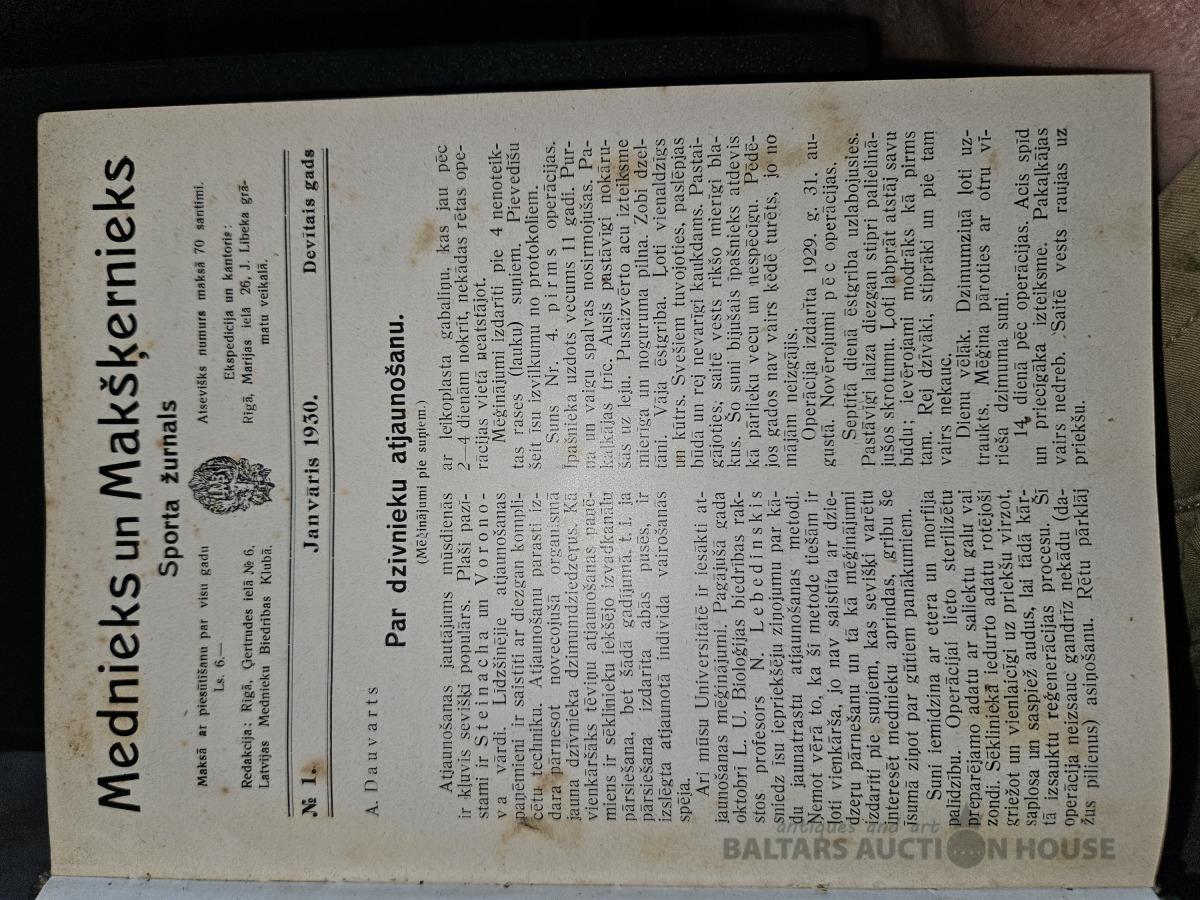 Mednieks un Makšķernieks
Sporta žurnals
Maksā ar piesūtīšanu par visu gadu
Ls. 6.—
Redakcija: Rīgā, Ģertrudes ielā № 6,
Latvijas Mednieku Biedrības Klubā,
Atsevišks numurs maksā 70 santimi.
Ekspedicija un kantoris:
Rīgā, Marijas ielā 26, J. Libeka grā-
matu veikalā.
№ 1. Janvāris 1930. Devītais gads
A. Dauvarts
Par dzīvnieku atjaunošanu.
(Mēģinājumi pie suņiem.)
Atjaunošanas jautājums mūsdienās
ir kļuvis sevišķi populārs. Plaši pazī-
stami ir Steinacha un Vorono-
va vārdi. Līdzšinējie atjaunošanas
paņēmieni ir saistīti ar diezgan kompli-
cētu techniku. Atjaunošanu parasti iz-
dara pārnesot novecojušā organismā
jauna dzīvnieka dzimumdziedzerus. Kā
vienkāršāks tēviņu atjaunošanas paņē-
miens ir sēklinieku iekšējo izvadkanāļu
pārsiešana, bet šādā gadījumā, t. i. ja
pārsiešana izdarīta abās pusēs, ir
izslēgta atjaunotā individa vairošanās
spēja.
Ari mūsu Universitātē ir iesākti at-
jaunošanas mēģinājumi. Pagājušā gada
oktobrī L. U. Bioloģijas biedrības rak-
stos profesors N. Lebedinskis
sniedz īsu iepriekšēju ziņojumu par kā-
du jaunatrastu atjaunošanas metodi.
Ņemot vērā to, ka šī metode tiešām ir
ļoti vienkārša, jo nav saistīta ar dzie-
dzeru pārnešanu un tā kā mēģinājumi
izdarīti pie suņiem, kas sevišķi varētu
interesēt mednieku aprindas, gribu še
īsumā ziņot par gūtiem panākumiem.
Suni iemidzina ar etera un morfija
palīdzību. Operācijai lieto sterilizētu
preparējamo adatu ar saliektu galu vai
zondi. Sēkliniekā iedurto adatu rotējoši
griežot un vienlaicīgi uz priekšu virzot,
saplosa un saspiež audus, lai tādā kār-
tā izsauktu reģenerācijas procesu. Šī
operācija neizsauc gandrīz nekādu (da-
žus pilienus) asiņošanu. Rētu pārklāj
ar leikoplasta gabaliņu, kas jau pēc
2—4 dienām nokrīt, nekādas rētas ope-
rācijas vietā neatstājot.
Mēģinājumi izdarīti pie 4 nenoteik-
tas rases (lauku) suņiem. Pievedīšu
šeit īsu izvilkumu no protokoliem.
Suns Nr. 4. pirms operācijas.
Īpašnieka uzdots vecums 11 gadi. Pur-
na un vaigu spalvas nosirmojušas. Pa-
kaļkājas trīc. Ausis pastāvīgi nokāru-
šās uz leju. Pusaizvērto acu izteiksme
mierīga un noguruma pilna. Zobi dzel-
tani. Vāja ēstgriba. Ļoti vienaldzīgs
un kūtrs. Svešiem tuvojoties, paslēpjas
būdā un rej nevarīgi kaukdams. Pastai-
gājoties, saitē vests rikšo mierīgi bla-
kus. Šo suni bijušais īpašnieks atdevis
kā pārlieku vecu un nespēcīgu. Pēdē-
jos gados nav vairs ķēdē turēts, jo no
mājām neizgājis.
Operācija izdarīta 1929. g. 31. au-
gustā. Novērojumi pēc operācijas.
Septītā dienā ēstgriba uzlabojusies.
Pastāvīgi laiza diezgan stipri palielinā-
jušos skrotumu. Ļoti labprāt atstāj savu
būdu; ievērojami modrāks kā pirms
tam. Rej dzīvāki, stiprāki un pie tam
vairs nekauc.
Dienu vēlāk. Dzimumziņā ļoti uz-
traukts. Mēģina pāroties ar otru vī-
rieša dzimuma suni.
14. dienā pēc operācijas. Acis spīd
un priecīgāka izteiksme. Pakaļkājas
vairs nedreb. Saitē vests raujas uz
priekšu.
antiques and art
BALTARS AUCTION HOUSE